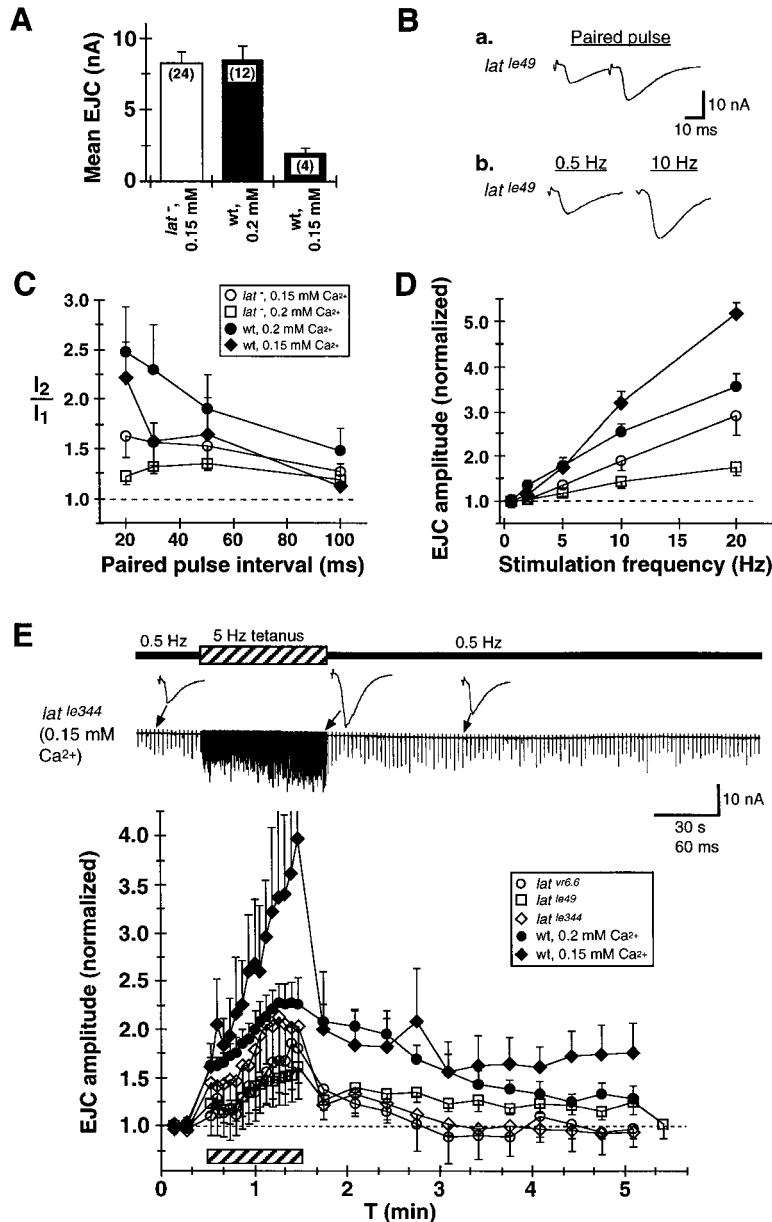 A
Mean EJC (nA)
10
5
0
(24)
(12)
(4)
lat -, 0.15 mM
wt, 0.2 mM
wt, 0.15 mM
B
a.
Paired pulse
lat le49
10 nA
10 ms
b.
0.5 Hz
10 Hz
lat le49
C
3.0
2.5
2.0
1.5
1.0
I2
I1
lat -, 0.15 mM Ca2+
lat -, 0.2 mM Ca2+
wt, 0.2 mM Ca2+
wt, 0.15 mM Ca2+
20 40 60 80 100
Paired pulse interval (ms)
D
EJC amplitude (normalized)
5.0
4.0
3.0
2.0
1.0
0 5 10 15 20
Stimulation frequency (Hz)
E
0.5 Hz
5 Hz tetanus
0.5 Hz
lat le344
(0.15 mM
Ca2+)
10 nA
30 s
60 ms
EJC amplitude (normalized)
4.0
3.5
3.0
2.5
2.0
1.5
1.0
lat vr6.6
lat le49
lat le344
wt, 0.2 mM Ca2+
wt, 0.15 mM Ca2+
0 1 2 3 4 5
T (min)